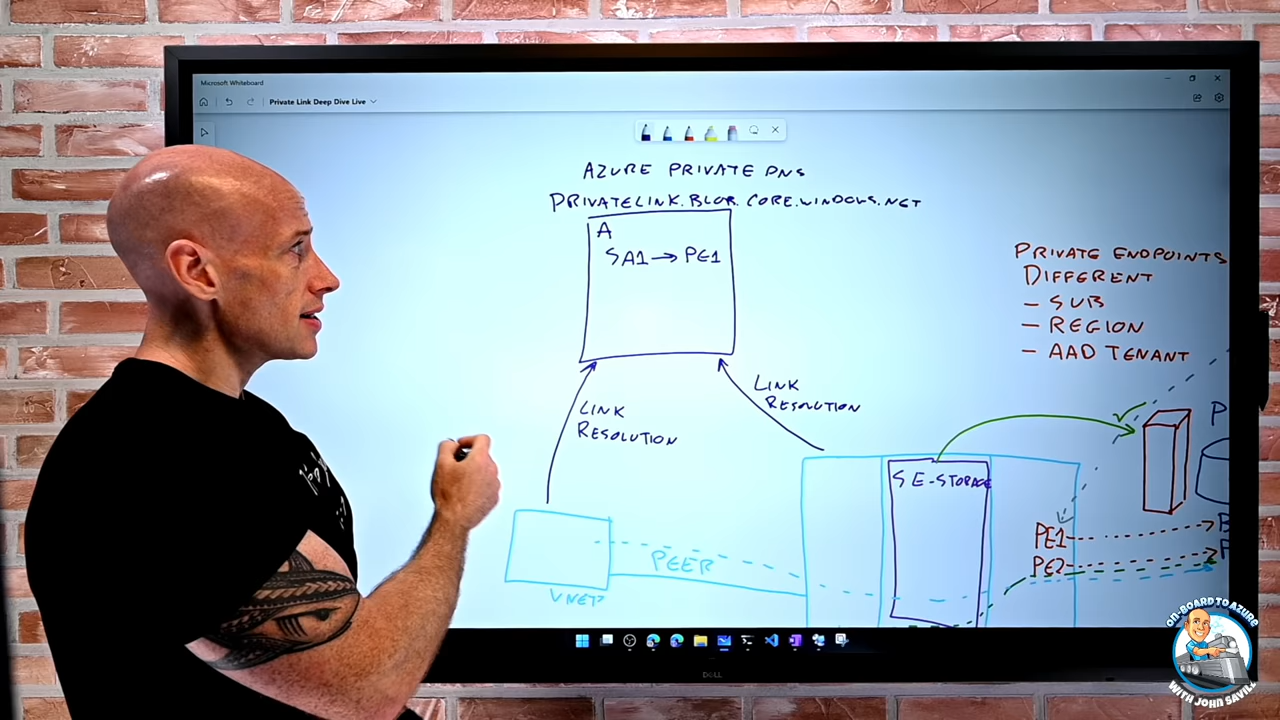 Microsoft Whiteboard
Private Link Deep Dive Live
AZURE PRIVATE DNS
PRIVATELINK.BLOB.CORE.WINDOWS.NET
A
SA1→PE1
PRIVATE ENDPOINTS
DIFFERENT
- SUB
- REGION
- AAD TENANT
LINK
RESOLUTION
LINK
RESOLUTION
P
SE-STORAGE
PE1
PE2
PEER
VNET
DELL
ON-BOARD TO AZURE
WITH JOHN SAVILL